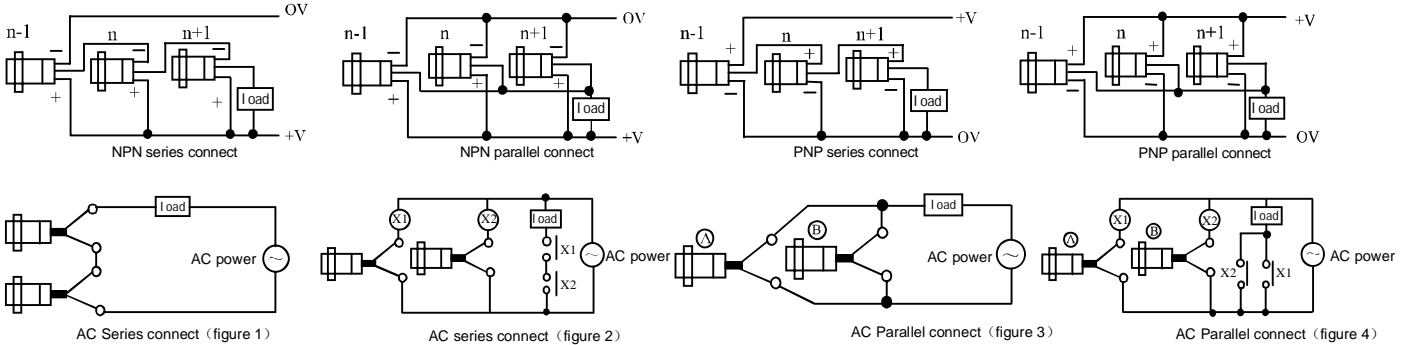 n-1 − + n − + n+1 − + load OV +V
NPN series connect
n-1 − + n − + n+1 − + load OV +V
NPN parallel connect
n-1 + − n + − n+1 + − load +V OV
PNP series connect
n-1 + − n + − n+1 + − load +V OV
PNP parallel connect
load
AC power
AC Series connect（figure 1）
X1 X2 load
X1
X2
AC power
AC series connect（figure 2）
A B load
AC power
AC Parallel connect（figure 3）
A X1 B X2 load
X2 X1
AC power
AC Parallel connect（figure 4）